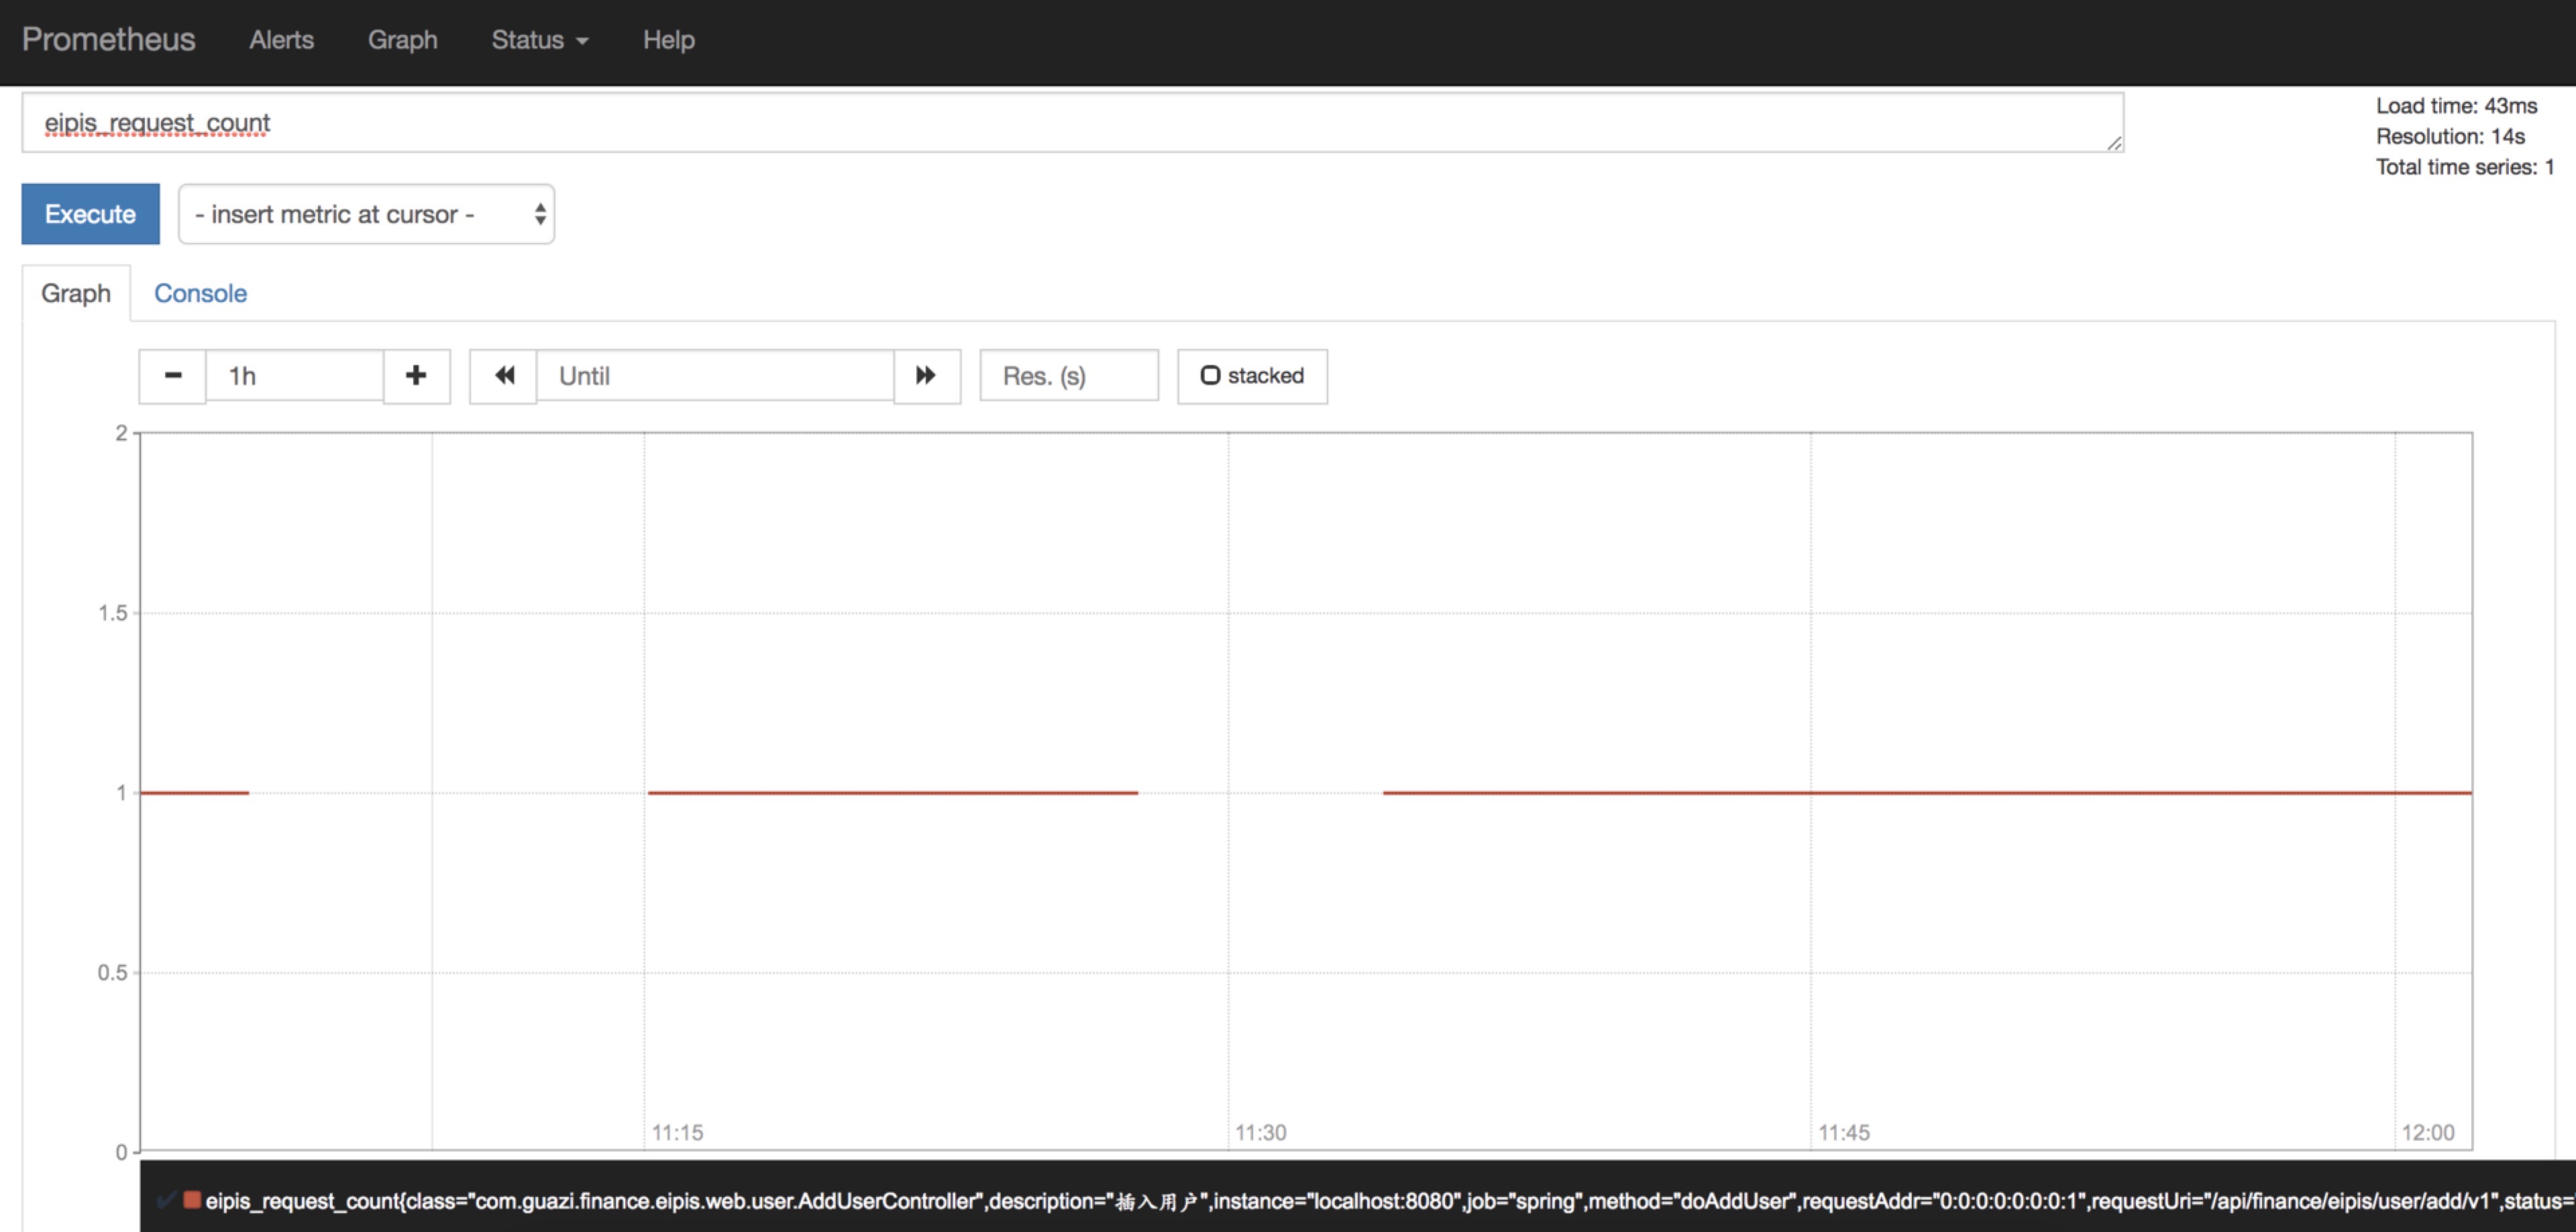 Prometheus Alerts Graph Status Help
eipis_request_count
Load time: 43ms
Resolution: 14s
Total time series: 1
Execute - insert metric at cursor -
Graph Console
1h Until Res. (s) stacked
2
1.5
1
0.5
0
11:15 11:30 11:45 12:00
eipis_request_count{class="com.guazi.finance.eipis.web.user.AddUserController",description="插入用户",instance="localhost:8080",job="spring",method="doAddUser",requestAddr="0:0:0:0:0:0:0:1",requestUri="/api/finance/eipis/user/add/v1",status=